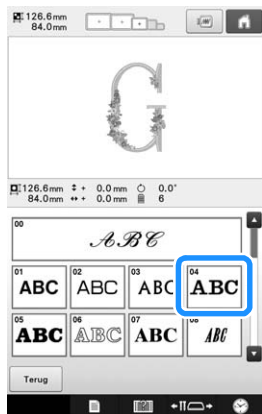 126.6mm
84.0mm
G
126.6mm + 0.0mm 0.0°
84.0mm + 0.0mm 6
00
ABC
01 02 03 04
ABC ABC ABC ABC
05 06 07 08
ABC ABC ABC ABC
Terug